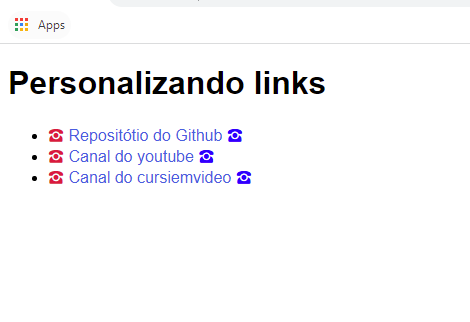 Apps
Personalizando links
☎ Repositótio do Github ☎
☎ Canal do youtube ☎
☎ Canal do cursiemvideo ☎